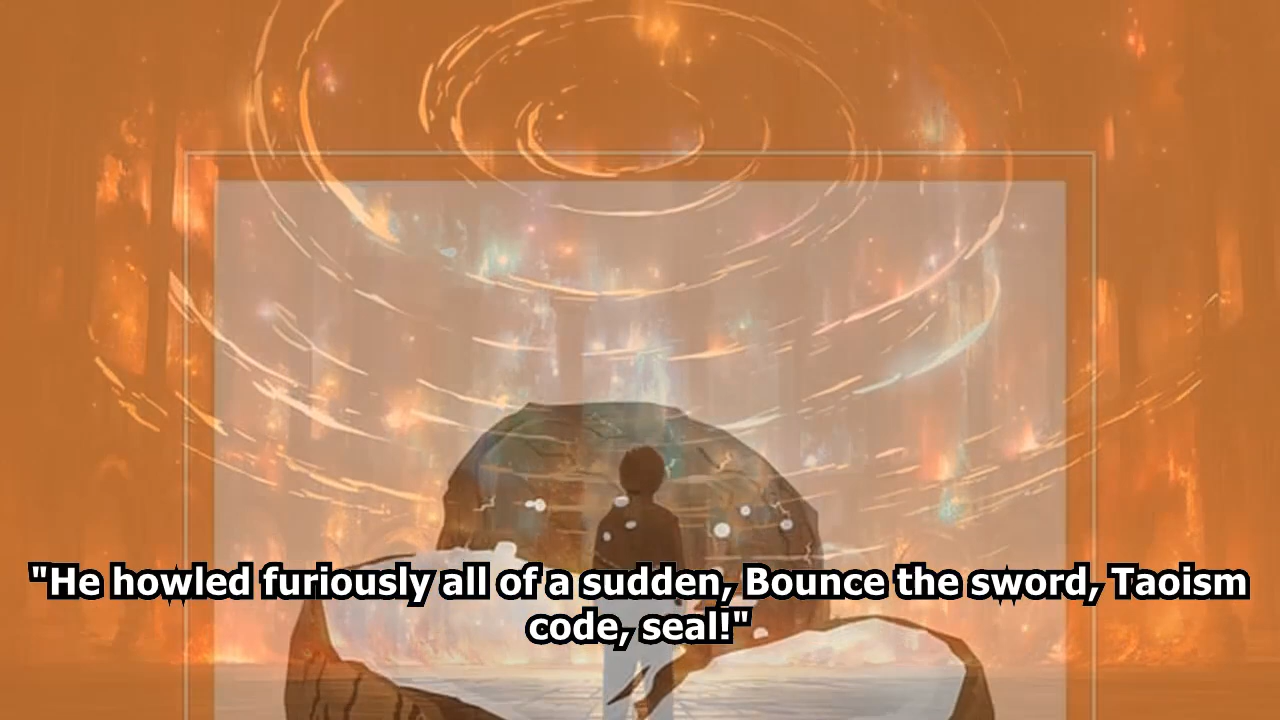 "He howled furiously all of a sudden, Bounce the sword, Taoism
code, seal!"